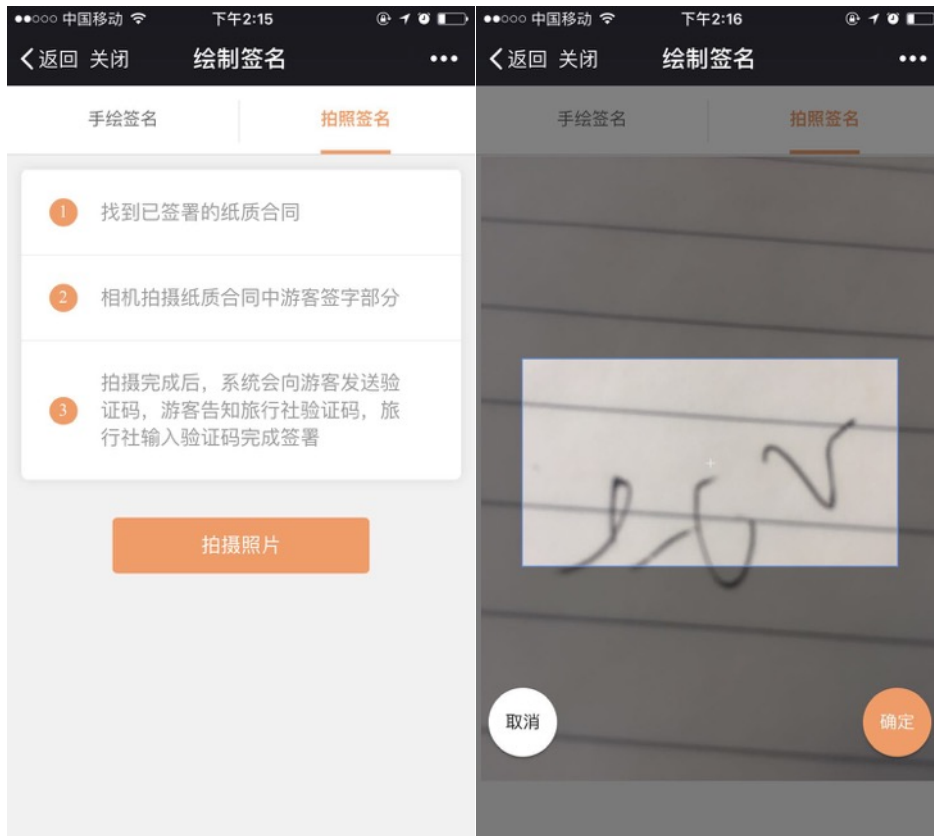 中国移动 下午2:15
返回 关闭 绘制签名
手绘签名 拍照签名
1 找到已签署的纸质合同
2 相机拍摄纸质合同中游客签字部分
3 拍摄完成后，系统会向游客发送验
证码，游客告知旅行社验证码，旅
行社输入验证码完成签署
拍摄照片
中国移动 下午2:16
返回 关闭 绘制签名
手绘签名 拍照签名
取消 确定